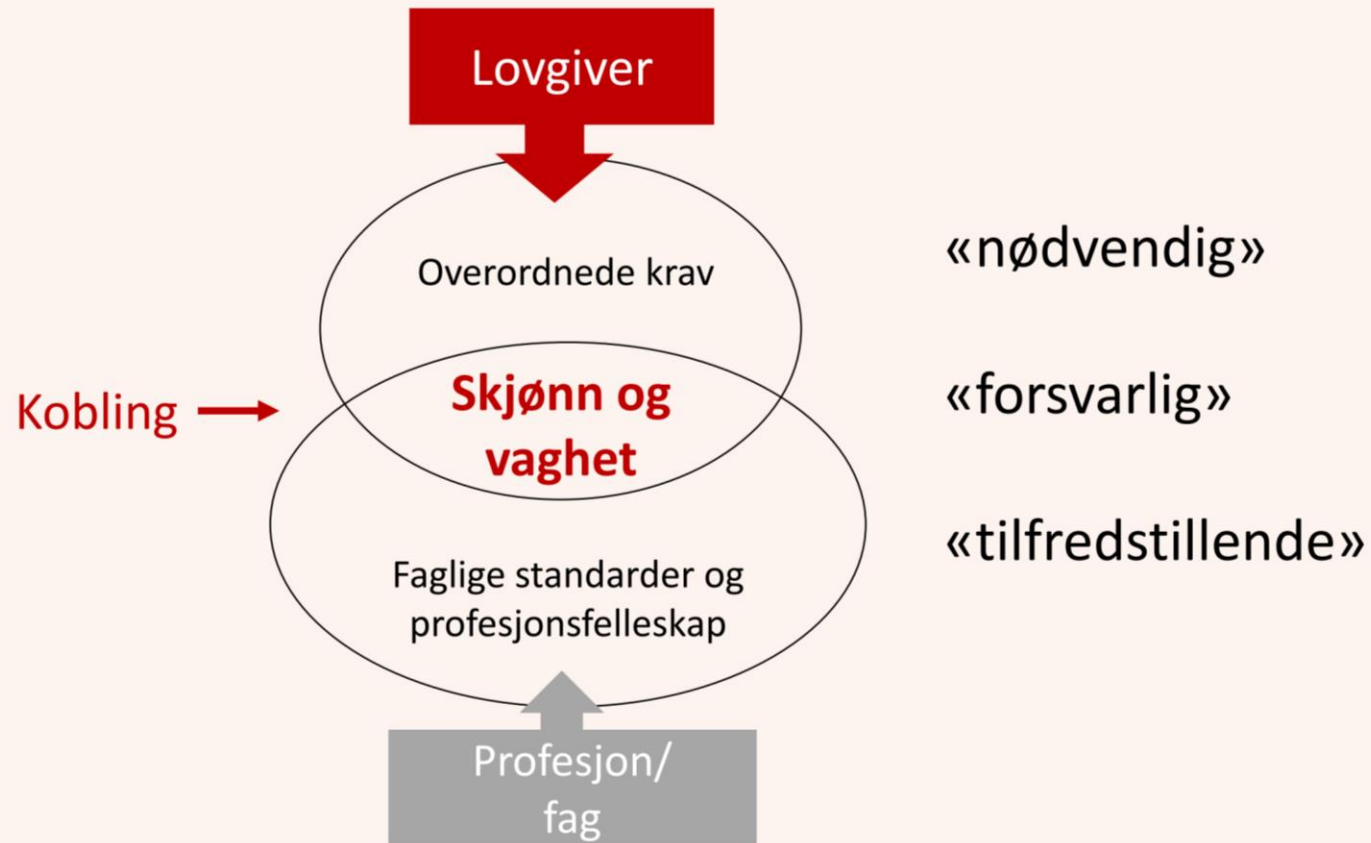 Lovgiver
Overordnede krav
«nødvendig»
Kobling
Skjønn og
vaghet
«forsvarlig»
«tilfredstillende»
Faglige standarder og
profesjonsfelleskap
Profesjon/
fag